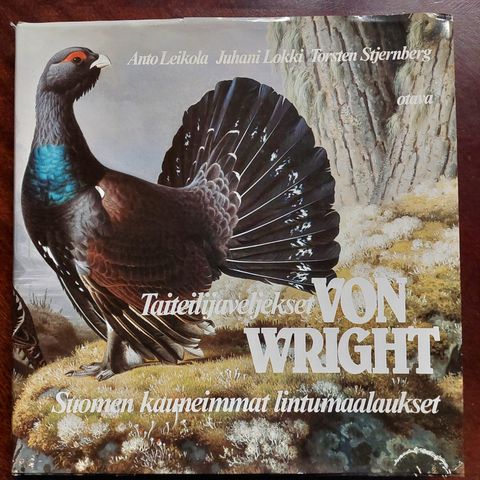 Anto Leikola Juhani Lokki Torsten Stjernberg
otava
Taiteilijaveljekset VON
WRIGHT
Suomen kauneimmat lintumaalaukset